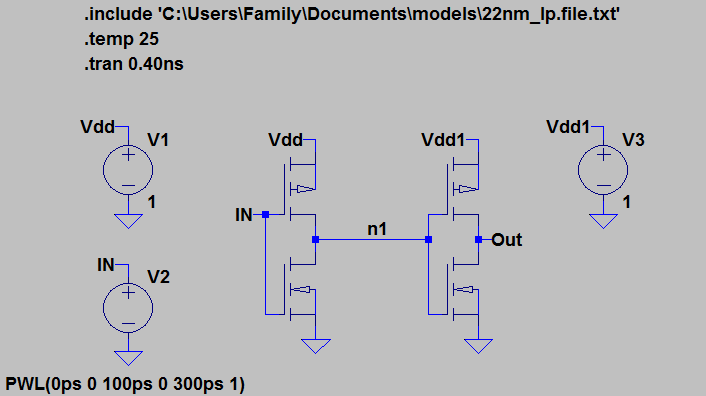 .include 'C:\Users\Family\Documents\models\22nm_lp.file.txt'
.temp 25
.tran 0.40ns
Vdd
V1
1
Vdd
Vdd1
Vdd1
V3
1
IN
n1
Out
IN
V2
PWL(0ps 0 100ps 0 300ps 1)